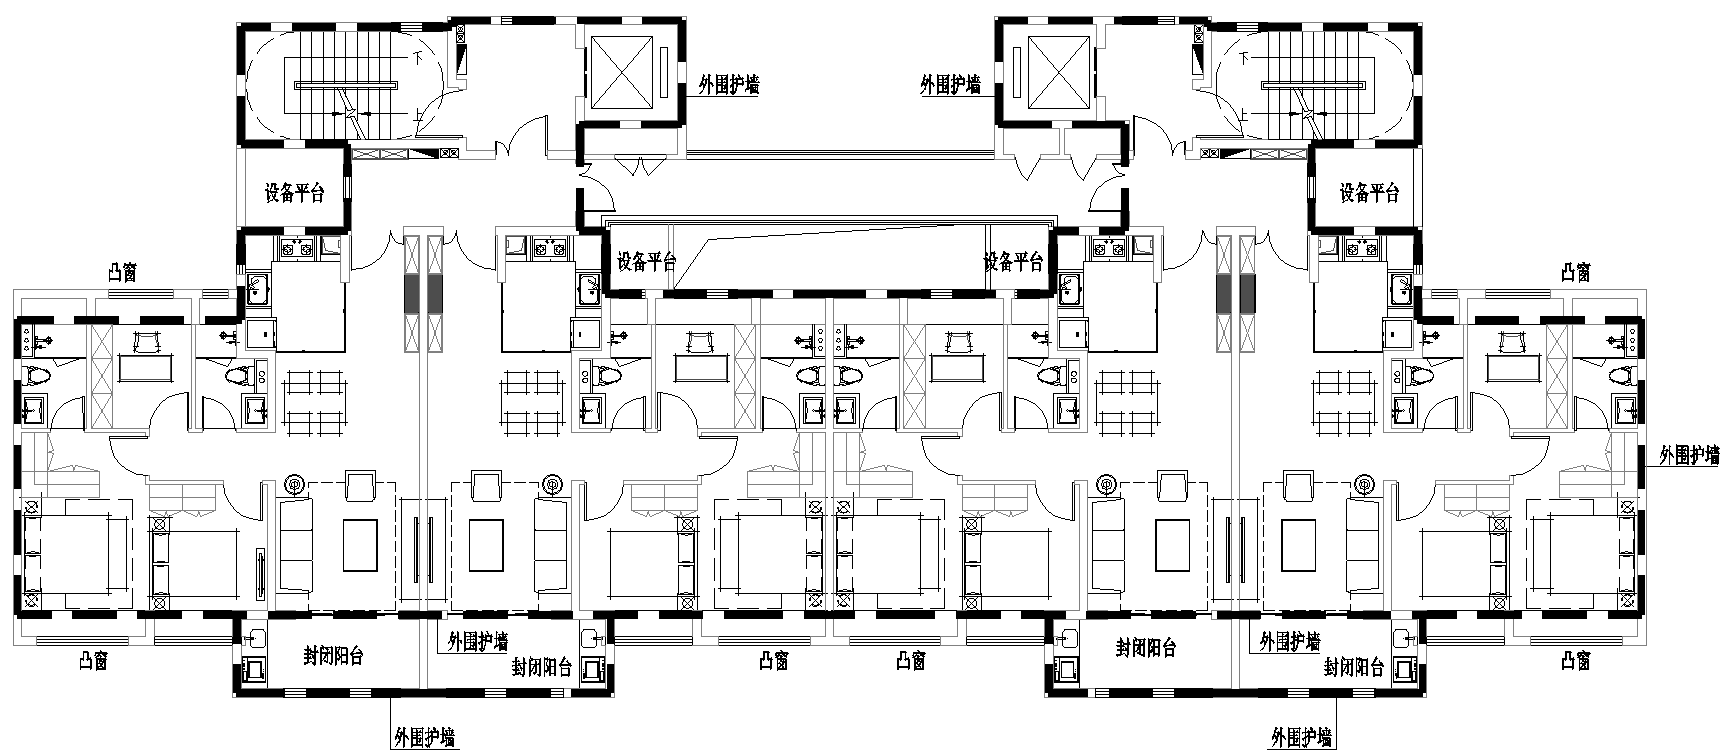 下
外围护墙
外围护墙
下
上
上
设备平台
设备平台
设备平台
设备平台
凸窗
凸窗
外围护墙
封闭阳台
外围护墙
封闭阳台
封闭阳台
外围护墙
封闭阳台
凸窗
凸窗
凸窗
凸窗
外围护墙
外围护墙